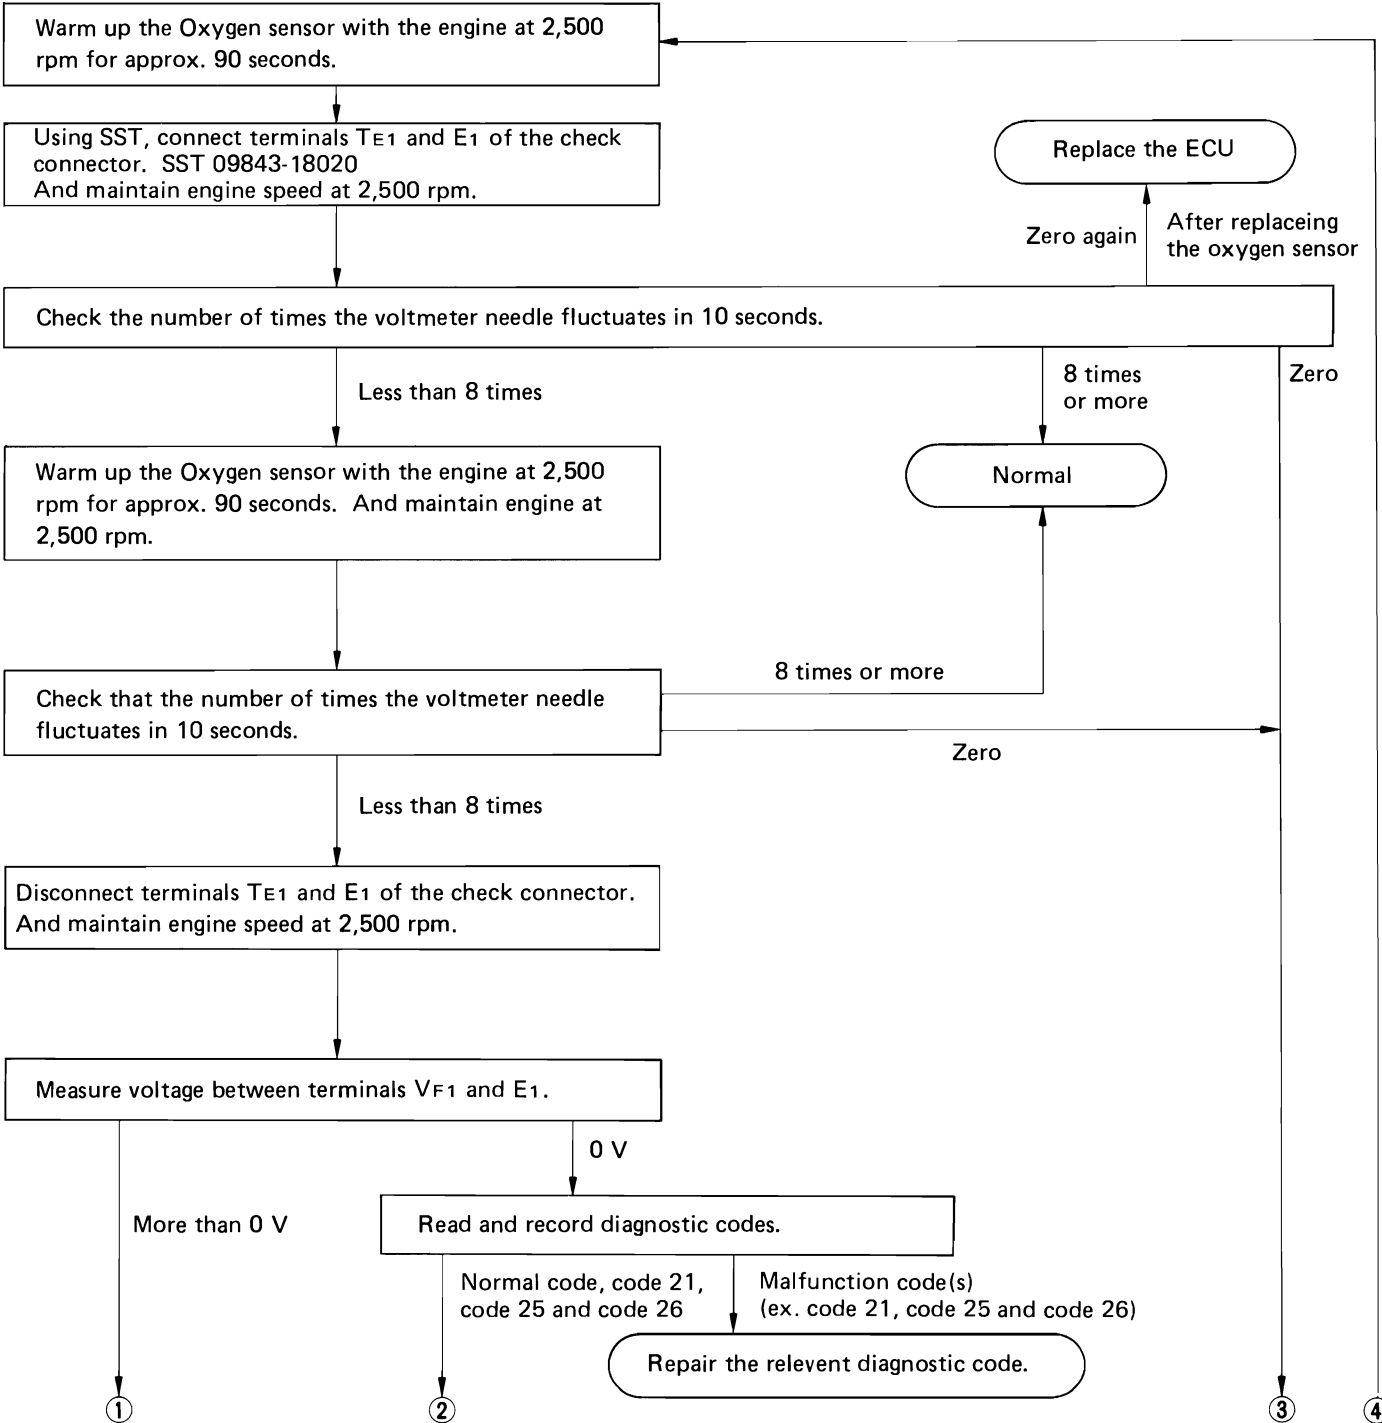 Warm up the Oxygen sensor with the engine at 2,500
rpm for approx. 90 seconds.
Using SST, connect terminals TE1 and E1 of the check
connector. SST 09843-18020
And maintain engine speed at 2,500 rpm.
Replace the ECU
Zero again
After replaceing
the oxygen sensor
Check the number of times the voltmeter needle fluctuates in 10 seconds.
Less than 8 times
8 times
or more
Zero
Warm up the Oxygen sensor with the engine at 2,500
rpm for approx. 90 seconds. And maintain engine at
2,500 rpm.
Normal
Check that the number of times the voltmeter needle
fluctuates in 10 seconds.
8 times or more
Zero
Less than 8 times
Disconnect terminals TE1 and E1 of the check connector.
And maintain engine speed at 2,500 rpm.
Measure voltage between terminals VF1 and E1.
0 V
More than 0 V
Read and record diagnostic codes.
Normal code, code 21,
code 25 and code 26
Malfunction code(s)
(ex. code 21, code 25 and code 26)
Repair the relevent diagnostic code.
1
2
3
4